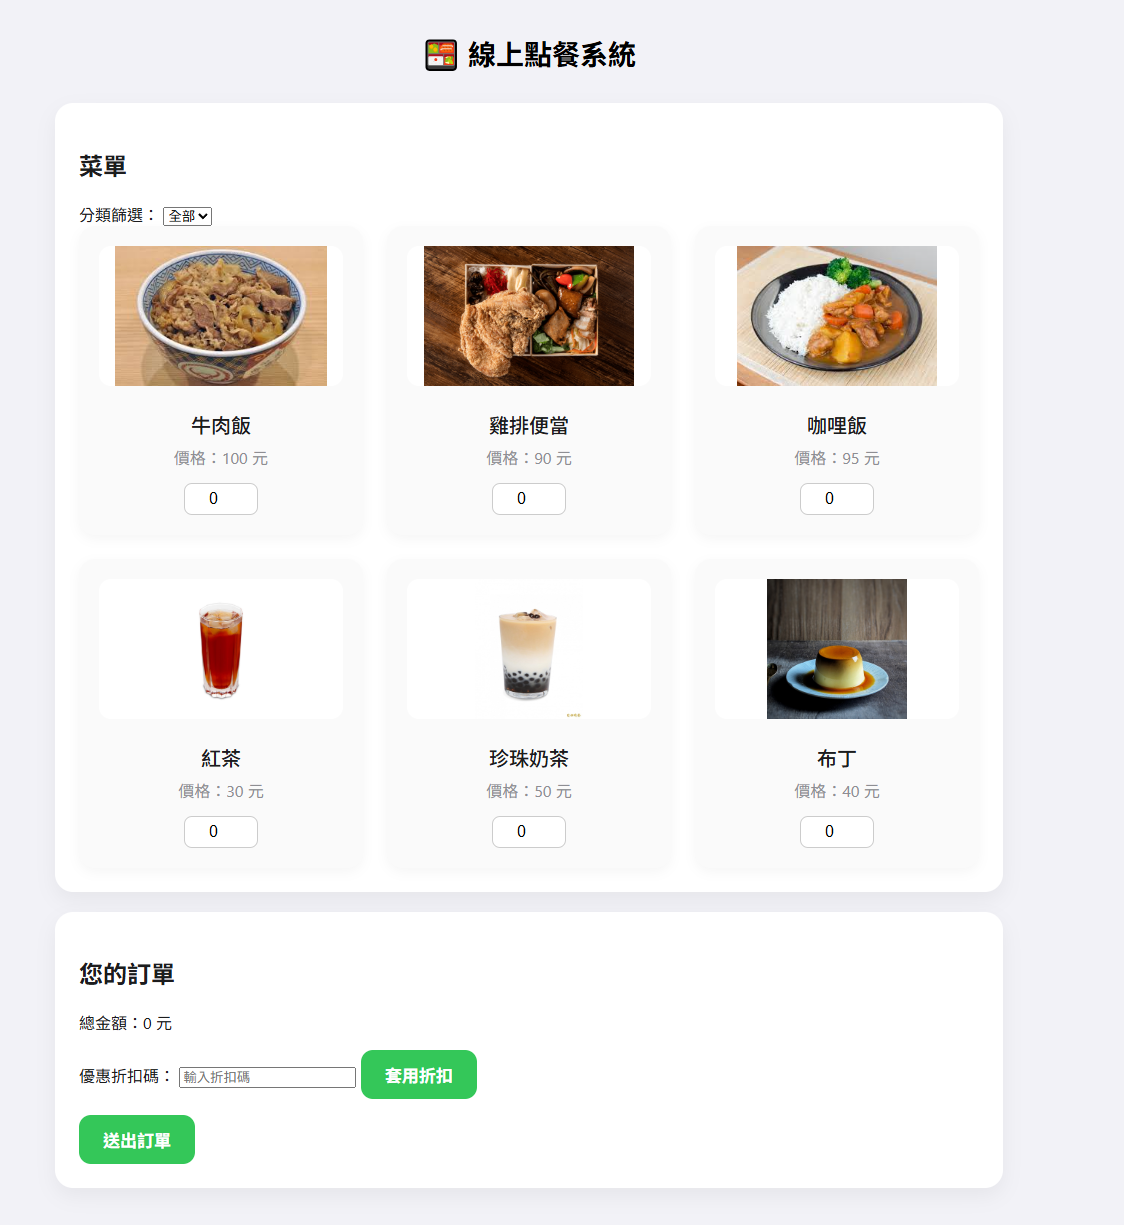 🍱 線上點餐系統
菜單
分類篩選： 全部
牛肉飯 雞排便當 咖哩飯
價格：100 元 價格：90 元 價格：95 元
0 0 0
紅茶 珍珠奶茶 布丁
價格：30 元 價格：50 元 價格：40 元
0 0 0
您的訂單
總金額：0 元
優惠折扣碼： 輸入折扣碼 套用折扣
送出訂單